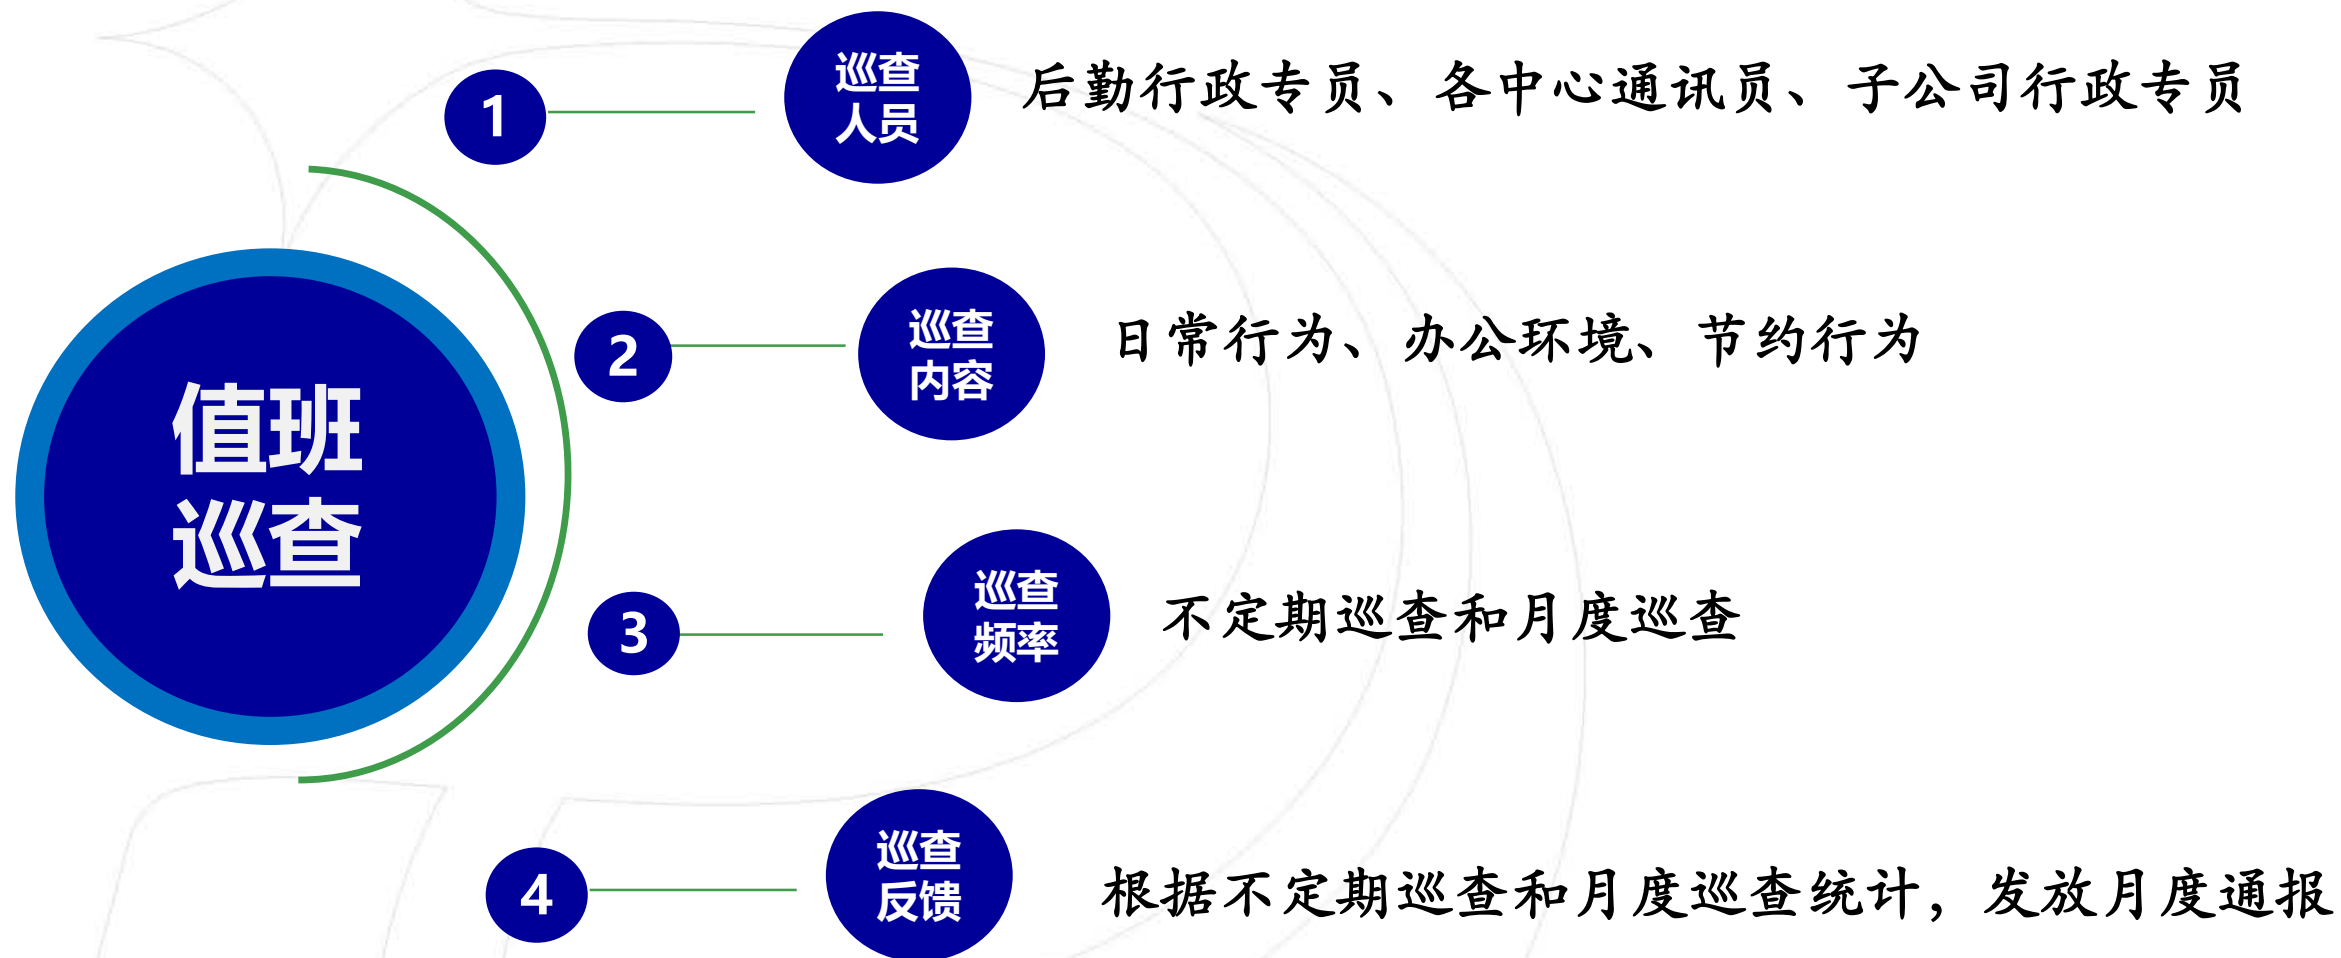 值班
巡查
1
巡查
人员
后勤行政专员、各中心通讯员、子公司行政专员
2
巡查
内容
日常行为、办公环境、节约行为
3
巡查
频率
不定期巡查和月度巡查
4
巡查
反馈
根据不定期巡查和月度巡查统计，发放月度通报